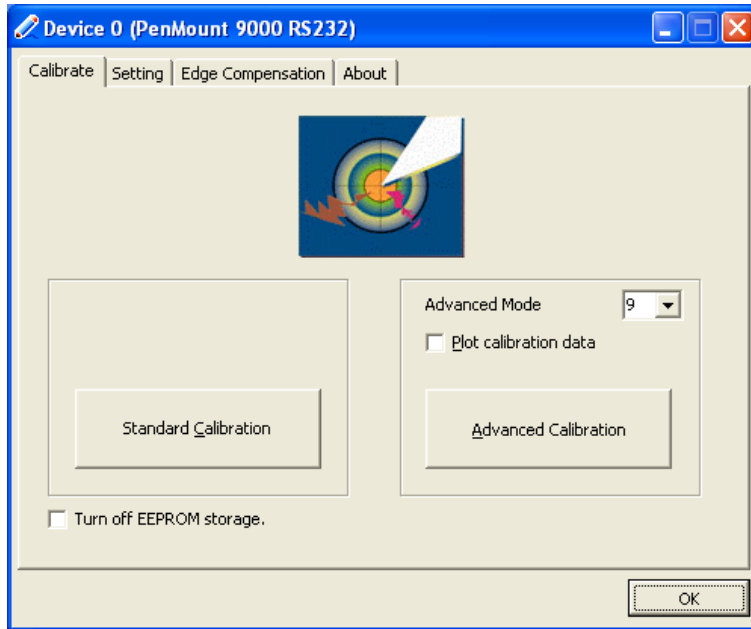 Device 0 (PenMount 9000 RS232)
Calibrate Setting Edge Compensation About
Advanced Mode 9
Plot calibration data
Standard Calibration
Advanced Calibration
Turn off EEPROM storage.
OK